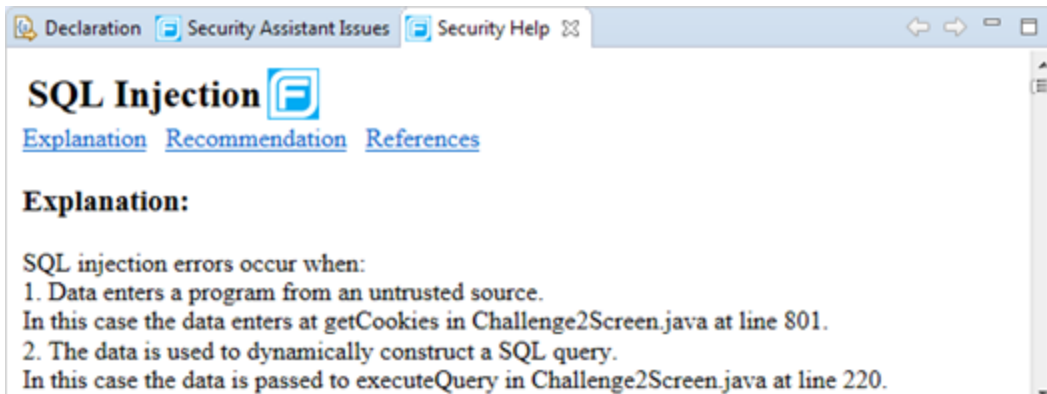 Declaration Security Assistant Issues Security Help
SQL Injection
Explanation Recommendation References
Explanation:
SQL injection errors occur when:
1. Data enters a program from an untrusted source.
In this case the data enters at getCookies in Challenge2Screen.java at line 801.
2. The data is used to dynamically construct a SQL query.
In this case the data is passed to executeQuery in Challenge2Screen.java at line 220.